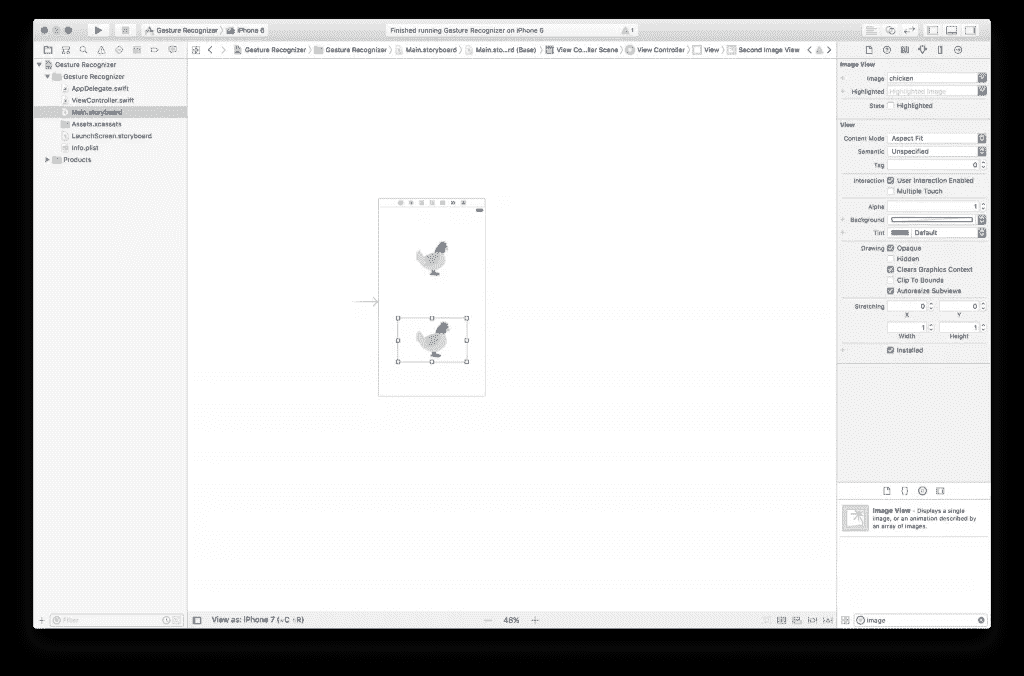 Gesture Recognizer iPhone 6
Finished running Gesture Recognizer on iPhone 6
1
Gesture Recognizer Gesture Recognizer Main.storyboard Main.sto...rd (Base) View Co...ller Scene View Controller View Second Image View
Gesture Recognizer
Gesture Recognizer
AppDelegate.swift
ViewController.swift
Main.storyboard
Assets.xcassets
LaunchScreen.storyboard
Info.plist
Products
Image View
Image chicken
Highlighted Highlighted Image
State Highlighted
View
Content Mode Aspect Fit
Semantic Unspecified
Tag 0
Interaction User Interaction Enabled
Multiple Touch
Alpha 1
Background
Tint Default
Drawing Opaque
Hidden
Clears Graphics Context
Clip To Bounds
Autoresize Subviews
Stretching 0 0
X Y
1 1
Width Height
Installed
Image View - Displays a single
image, or an animation described by
an array of images.
Filter
View as: iPhone 7 (wC hR)
48%
image